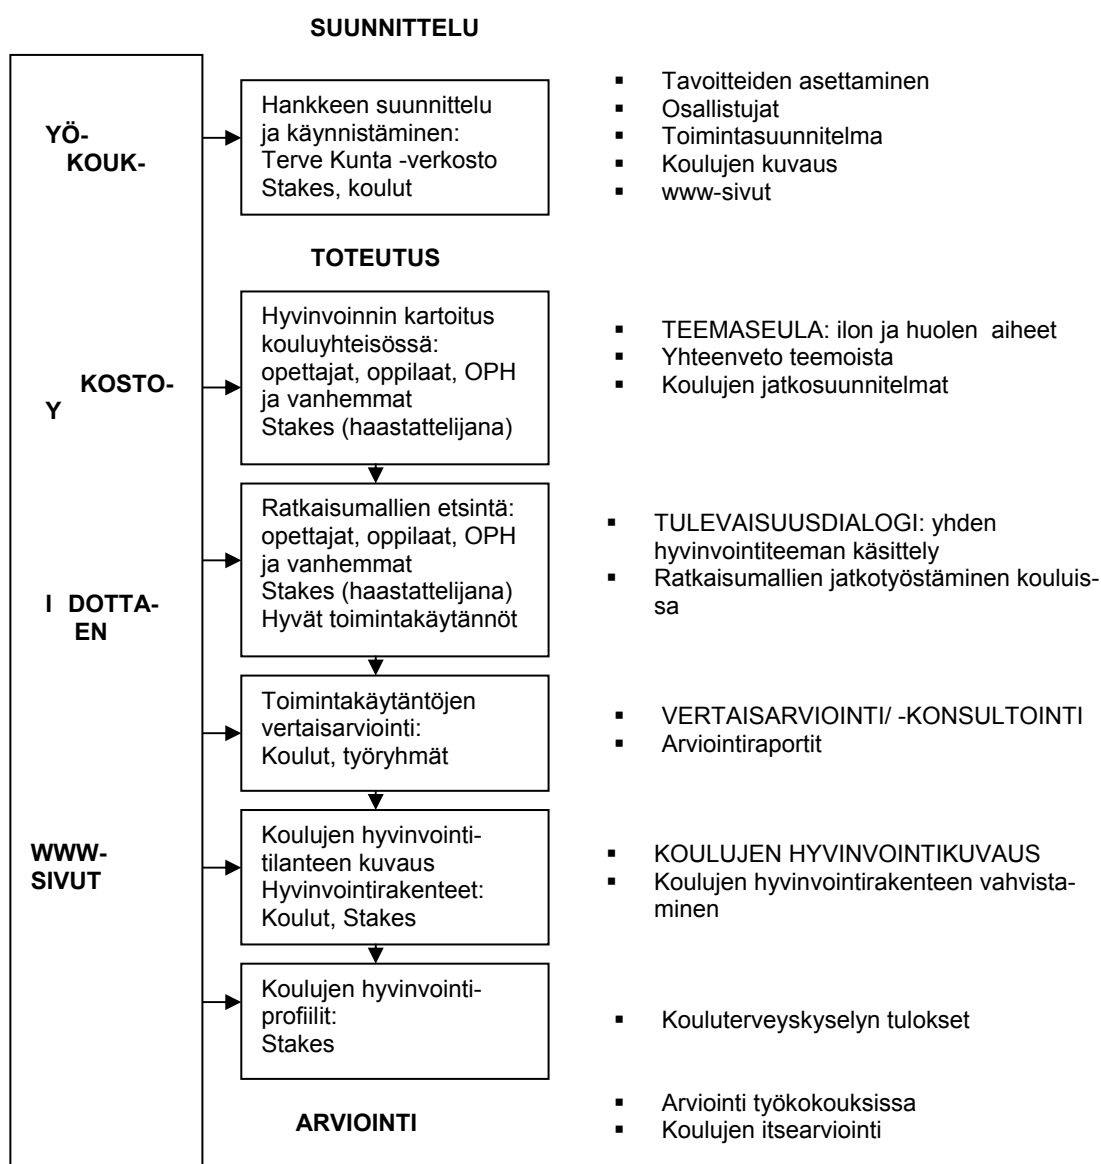 SUUNNITTELU
YÖ-
KOUK-
Hankkeen suunnittelu
ja käynnistäminen:
Terve Kunta -verkosto
Stakes, koulut
▪ Tavoitteiden asettaminen
▪ Osallistujat
▪ Toimintasuunnitelma
▪ Koulujen kuvaus
▪ www-sivut
TOTEUTUS
KOSTO-
Y
Hyvinvoinnin kartoitus
kouluyhteisössä:
opettajat, oppilaat, OPH
ja vanhemmat
Stakes (haastattelijana)
▪ TEEMASEULA: ilon ja huolen aiheet
▪ Yhteenveto teemoista
▪ Koulujen jatkosuunnitelmat
I DOTTA-
EN
Ratkaisumallien etsintä:
opettajat, oppilaat, OPH
ja vanhemmat
Stakes (haastattelijana)
Hyvät toimintakäytännöt
▪ TULEVAISUUSDIALOGI: yhden
hyvinvointiteeman käsittely
▪ Ratkaisumallien jatkotyöstäminen kouluis-
sa
Toimintakäytäntöjen
vertaisarviointi:
Koulut, työryhmät
▪ VERTAISARVIOINTI/ -KONSULTOINTI
▪ Arviointiraportit
WWW-
SIVUT
Koulujen hyvinvointi-
tilanteen kuvaus
Hyvinvointirakenteet:
Koulut, Stakes
▪ KOULUJEN HYVINVOINTIKUVAUS
▪ Koulujen hyvinvointirakenteen vahvista-
minen
Koulujen hyvinvointi-
profiilit:
Stakes
▪ Kouluterveyskyselyn tulokset
ARVIOINTI
▪ Arviointi työkokouksissa
▪ Koulujen itsearviointi